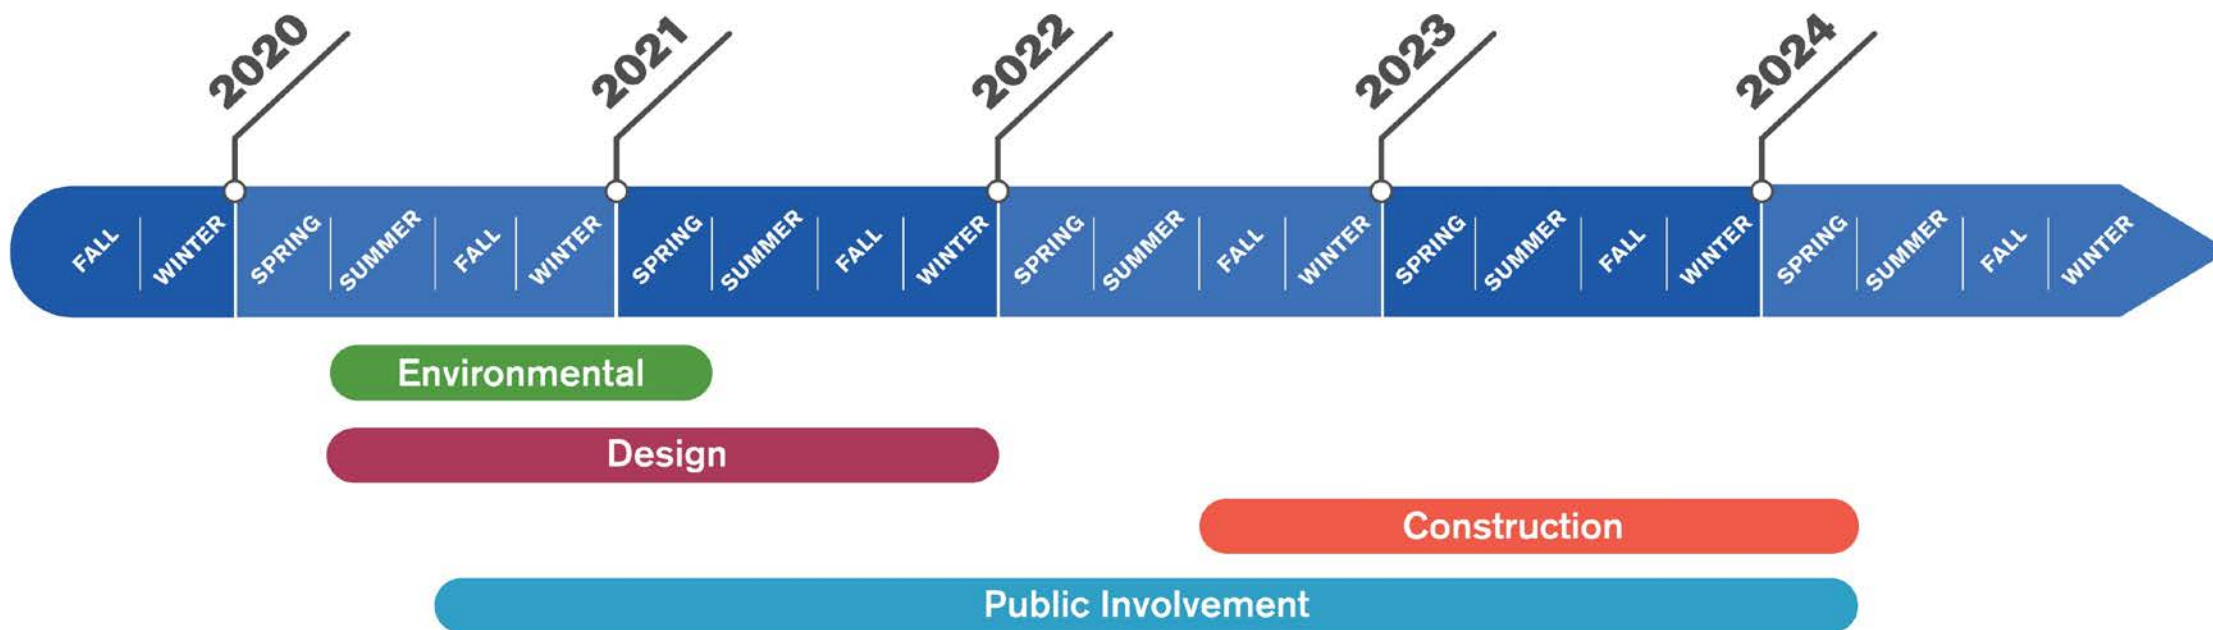 2020
2021
2022
2023
2024
FALL
WINTER
SPRING
SUMMER
FALL
WINTER
SPRING
SUMMER
FALL
WINTER
SPRING
SUMMER
FALL
WINTER
SPRING
SUMMER
FALL
WINTER
SPRING
SUMMER
FALL
WINTER
Environmental
Design
Construction
Public Involvement